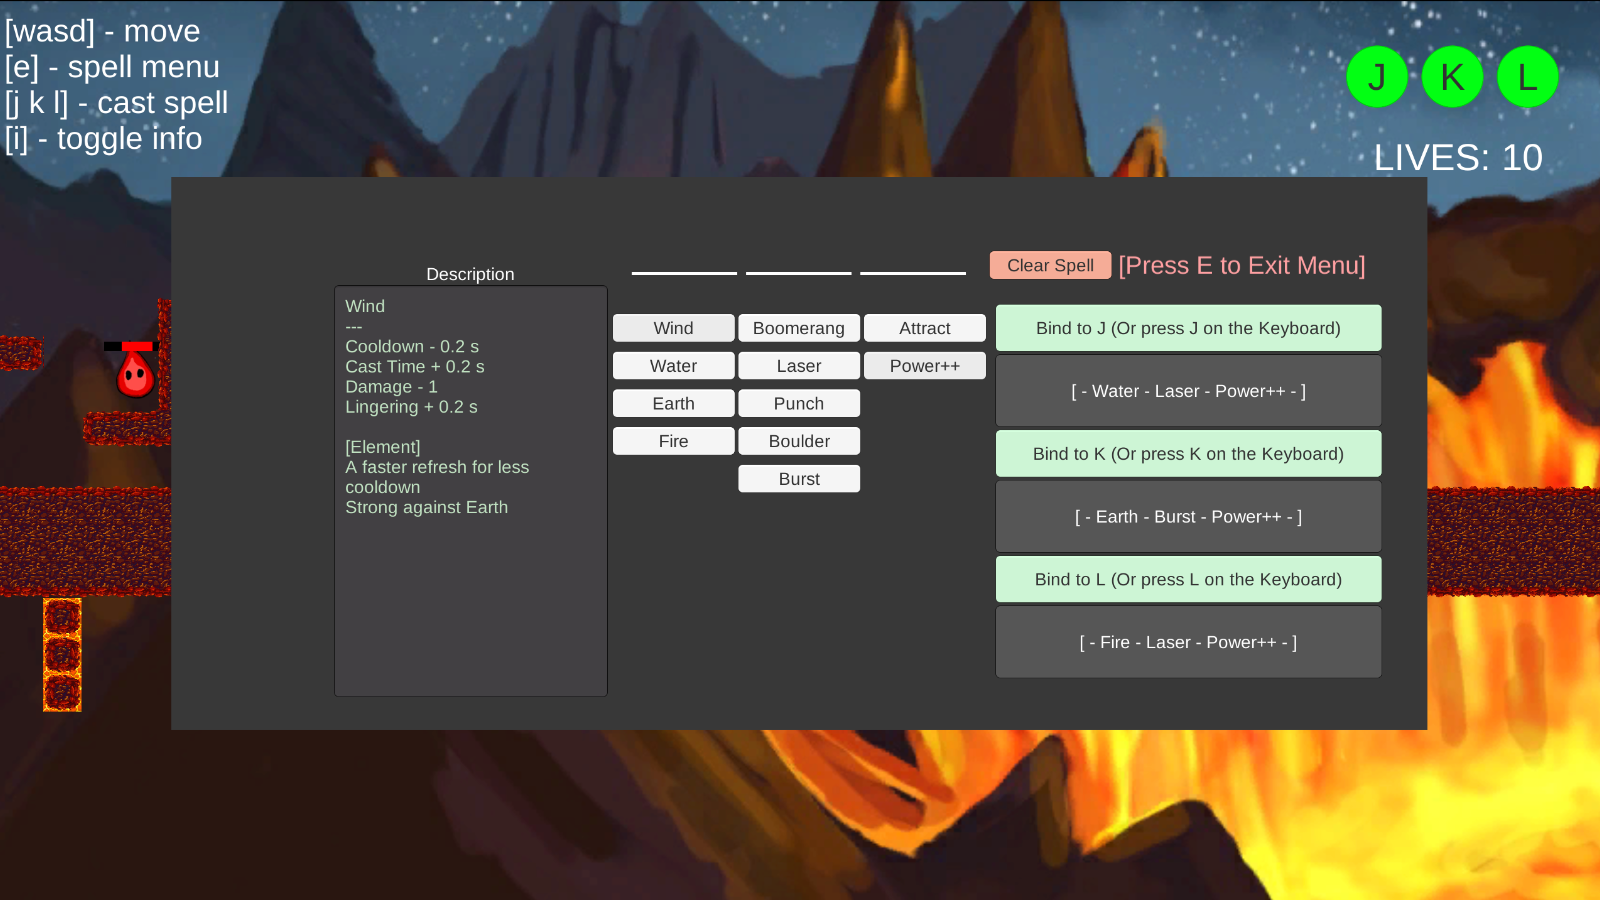 [wasd] - move
[e] - spell menu
[j k l] - cast spell
[i] - toggle info
J K L
LIVES: 10
Description
Clear Spell [Press E to Exit Menu]
Wind
---
Cooldown - 0.2 s
Cast Time + 0.2 s
Damage - 1
Lingering + 0.2 s
[Element]
A faster refresh for less
cooldown
Strong against Earth
Wind Boomerang Attract
Water Laser Power++
Earth Punch
Fire Boulder
Burst
Bind to J (Or press J on the Keyboard)
[ - Water - Laser - Power++ - ]
Bind to K (Or press K on the Keyboard)
[ - Earth - Burst - Power++ - ]
Bind to L (Or press L on the Keyboard)
[ - Fire - Laser - Power++ - ]